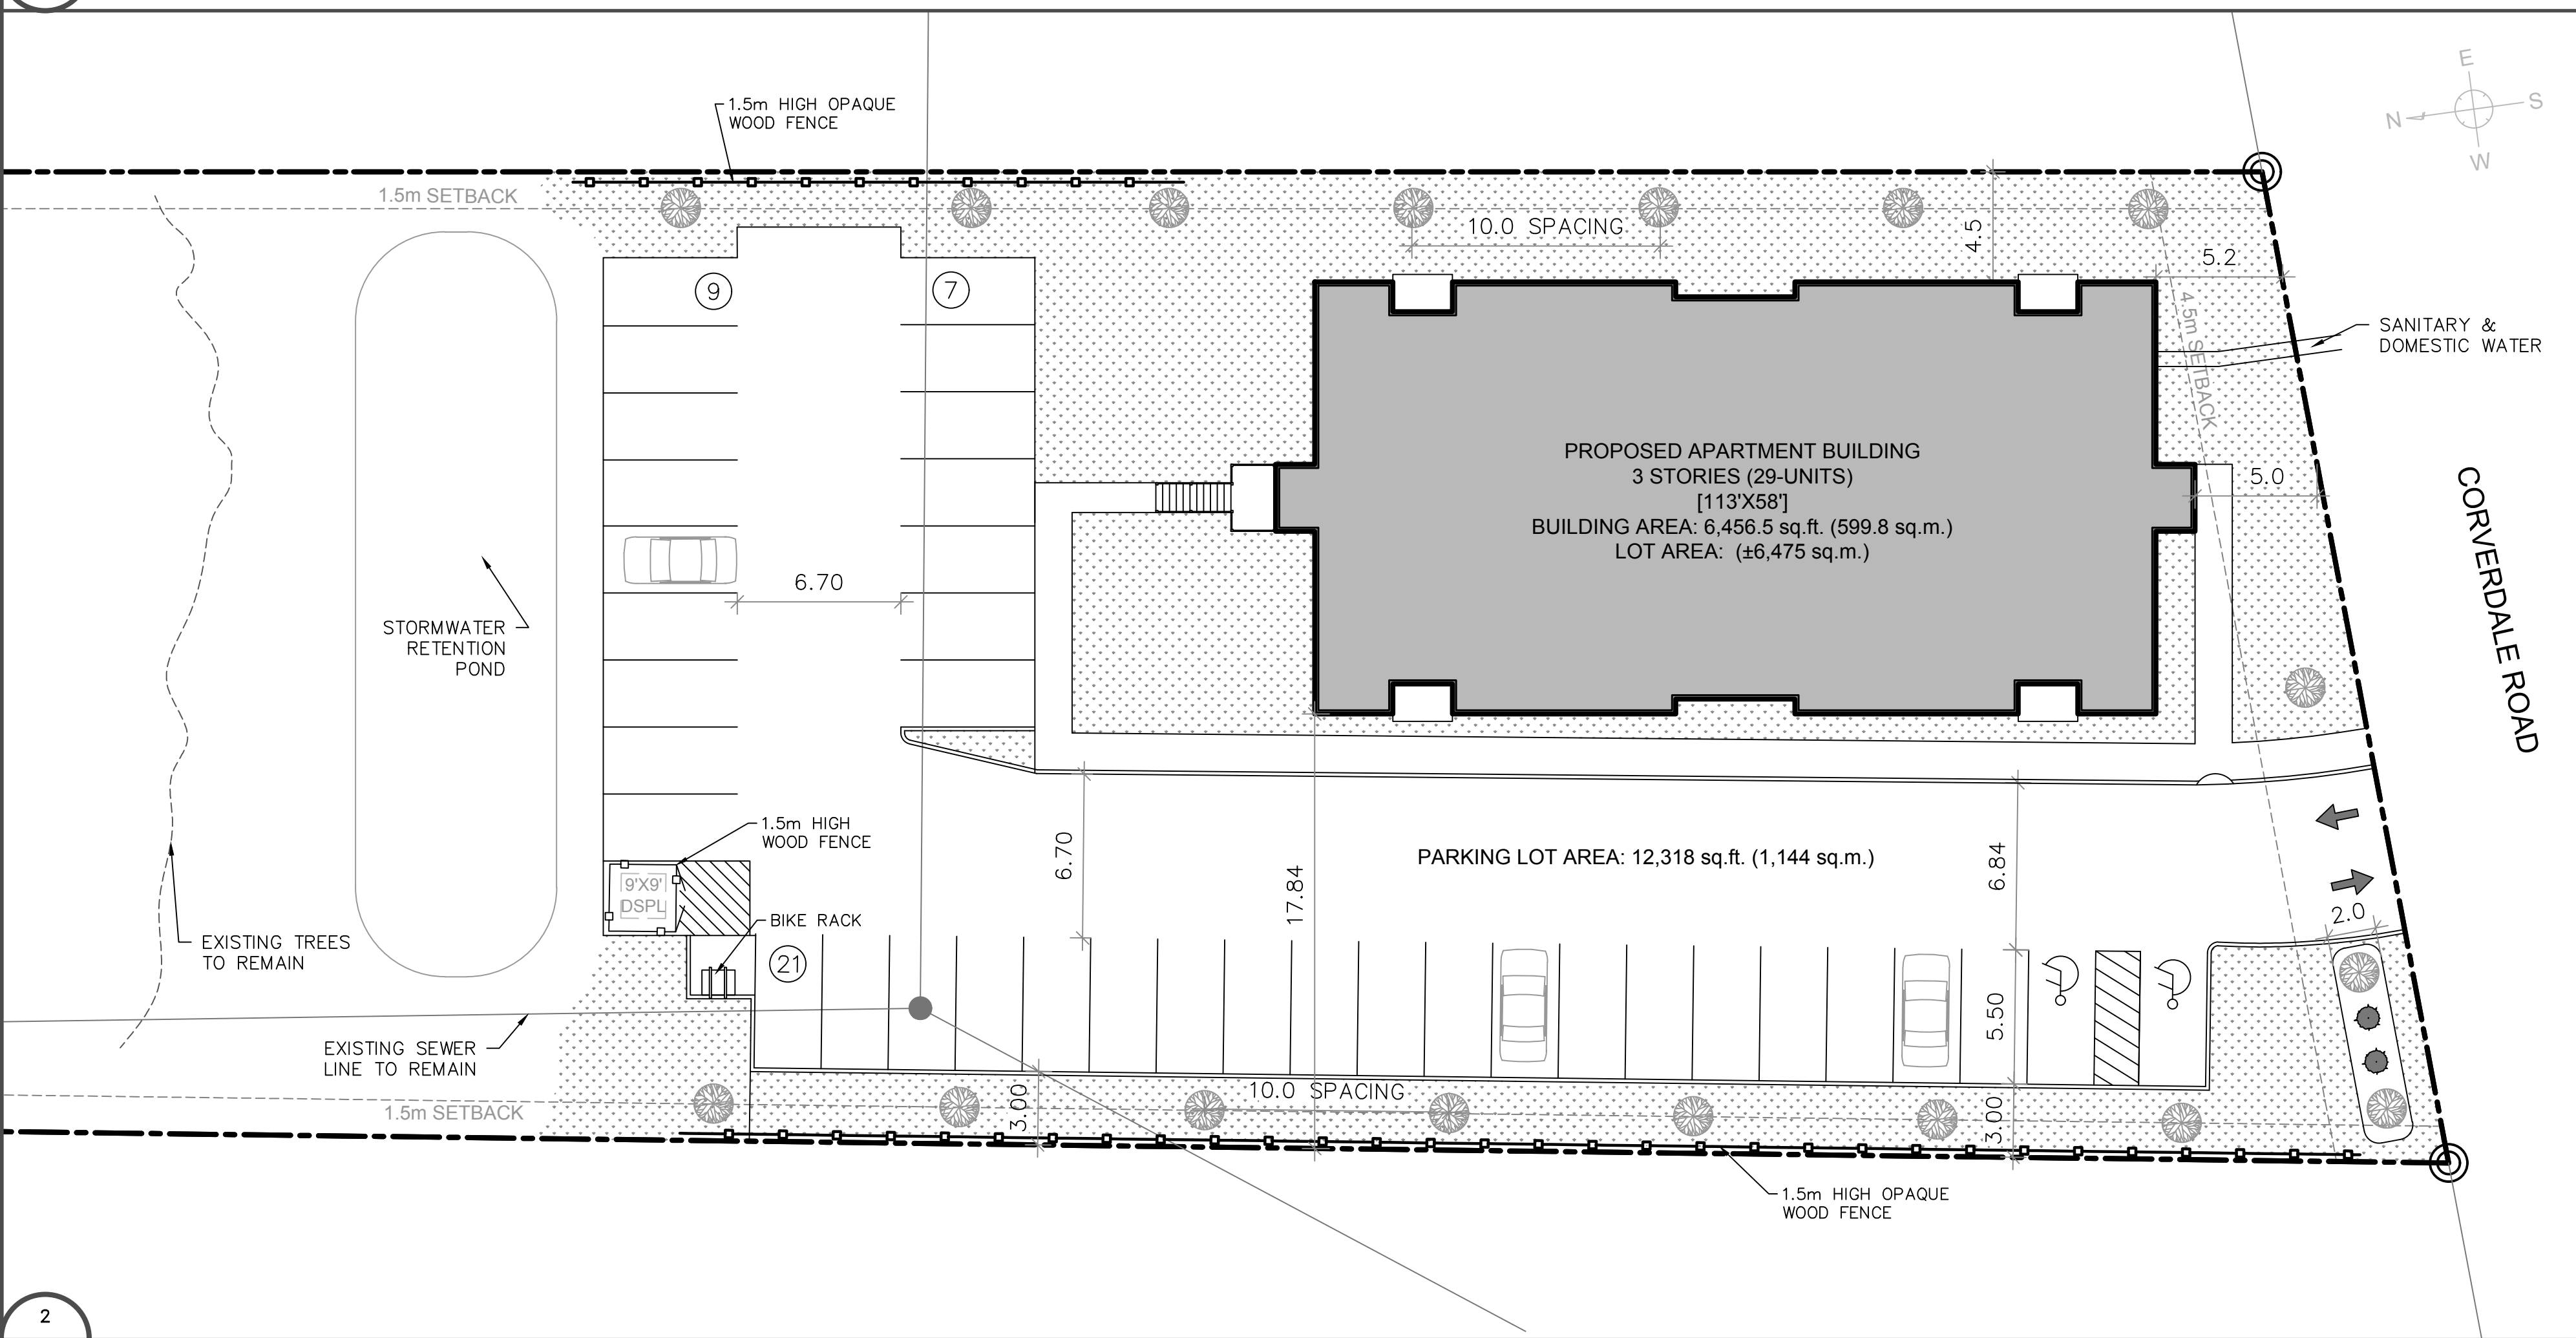 1.5m HIGH OPAQUE
WOOD FENCE
E
N
S
W
1.5m SETBACK
10.0 SPACING
4.5
5.2
9
7
4.5m SETBACK
SANITARY &
DOMESTIC WATER
PROPOSED APARTMENT BUILDING
3 STORIES (29-UNITS)
[113'X58']
BUILDING AREA: 6,456.5 sq.ft. (599.8 sq.m.)
LOT AREA: (±6,475 sq.m.)
5.0
CORVERDALE ROAD
6.70
STORMWATER
RETENTION
POND
1.5m HIGH
WOOD FENCE
6.70
17.84
PARKING LOT AREA: 12,318 sq.ft. (1,144 sq.m.)
6.84
9'X9'
DSPL
BIKE RACK
2.0
EXISTING TREES
TO REMAIN
21
5.50
EXISTING SEWER
LINE TO REMAIN
1.5m SETBACK
3.00
10.0 SPACING
3.00
1.5m HIGH OPAQUE
WOOD FENCE
2